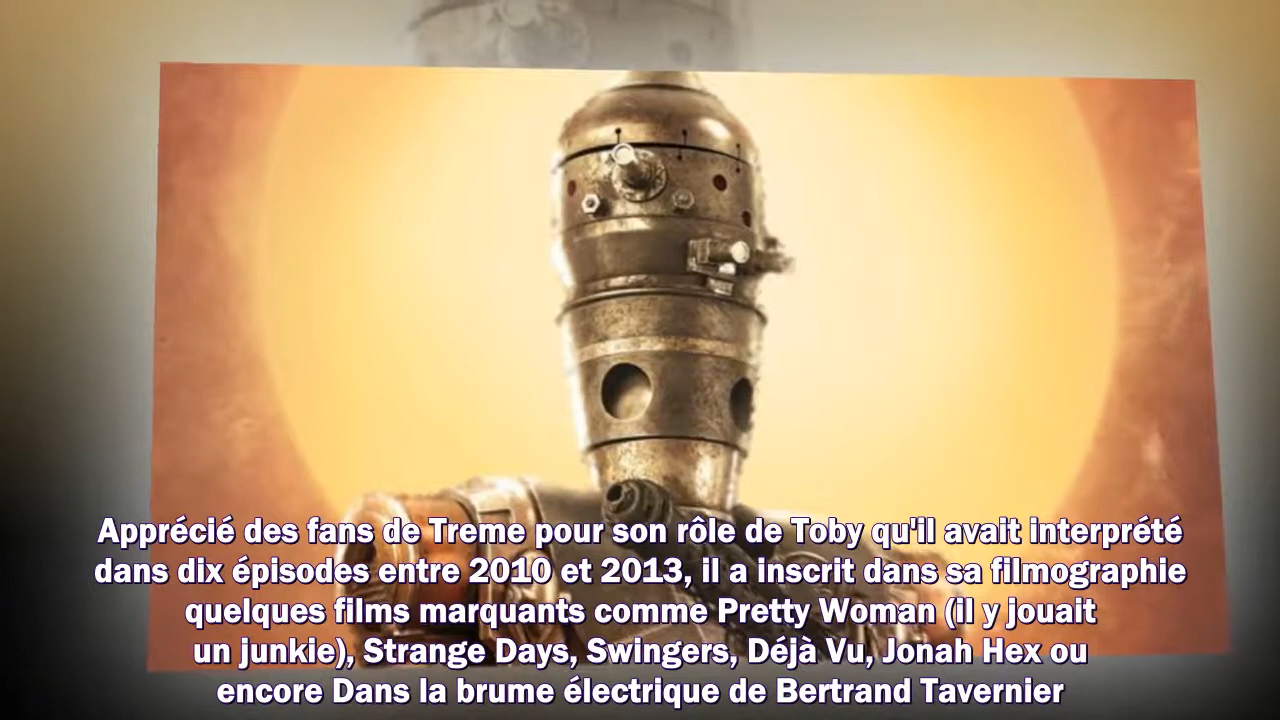 Apprécié des fans de Treme pour son rôle de Toby qu'il avait interprété
dans dix épisodes entre 2010 et 2013, il a inscrit dans sa filmographie
quelques films marquants comme Pretty Woman (il y jouait
un junkie), Strange Days, Swingers, Déjà Vu, Jonah Hex ou
encore Dans la brume électrique de Bertrand Tavernier